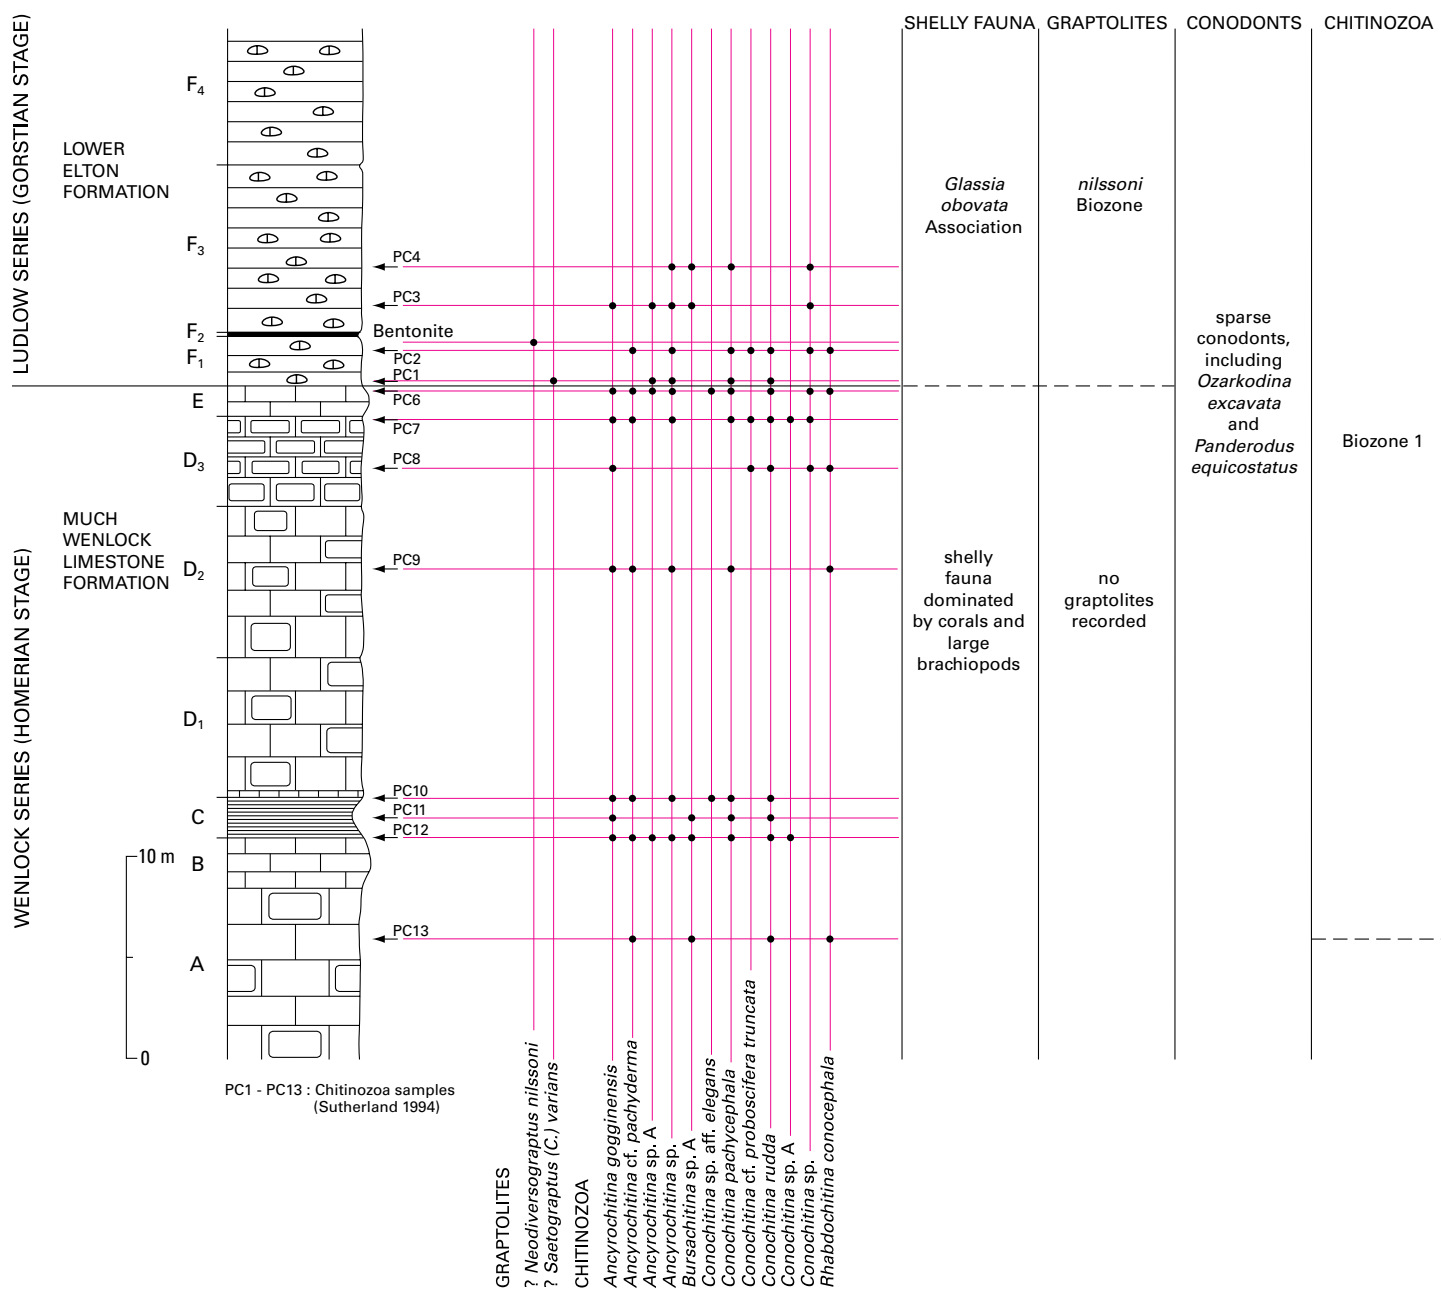 SHELLY FAUNA
GRAPTOLITES
CONODONTS
CHITINOZOA
LUDLOW SERIES (GORSTIAN STAGE)
WENLOCK SERIES (HOMERIAN STAGE)
LOWER
ELTON
FORMATION
MUCH
WENLOCK
LIMESTONE
FORMATION
F4
F3
F2
F1
E
D3
D2
D1
C
B
A
10 m
0
PC4
PC3
Bentonite
PC2
PC1
PC6
PC7
PC8
PC9
PC10
PC11
PC12
PC13
Glassia
obovata
Association
nilssoni
Biozone
sparse
conodonts,
including
Ozarkodina
excavata
and
Panderodus
equicostatus
Biozone 1
shelly
fauna
dominated
by corals and
large
brachiopods
no
graptolites
recorded
PC1 - PC13 : Chitinozoa samples
(Sutherland 1994)
GRAPTOLITES
? Neodiversograptus nilssoni
? Saetograptus (C.) varians
CHITINOZOA
Ancyrochitina gogginensis
Ancyrochitina cf. pachyderma
Ancyrochitina sp. A
Ancyrochitina sp.
Bursachitina sp. A
Conochitina sp. aff. elegans
Conochitina pachycephala
Conochitina cf. proboscifera truncata
Conochitina rudda
Conochitina sp. A
Conochitina sp.
Rhabdochitina conocephala